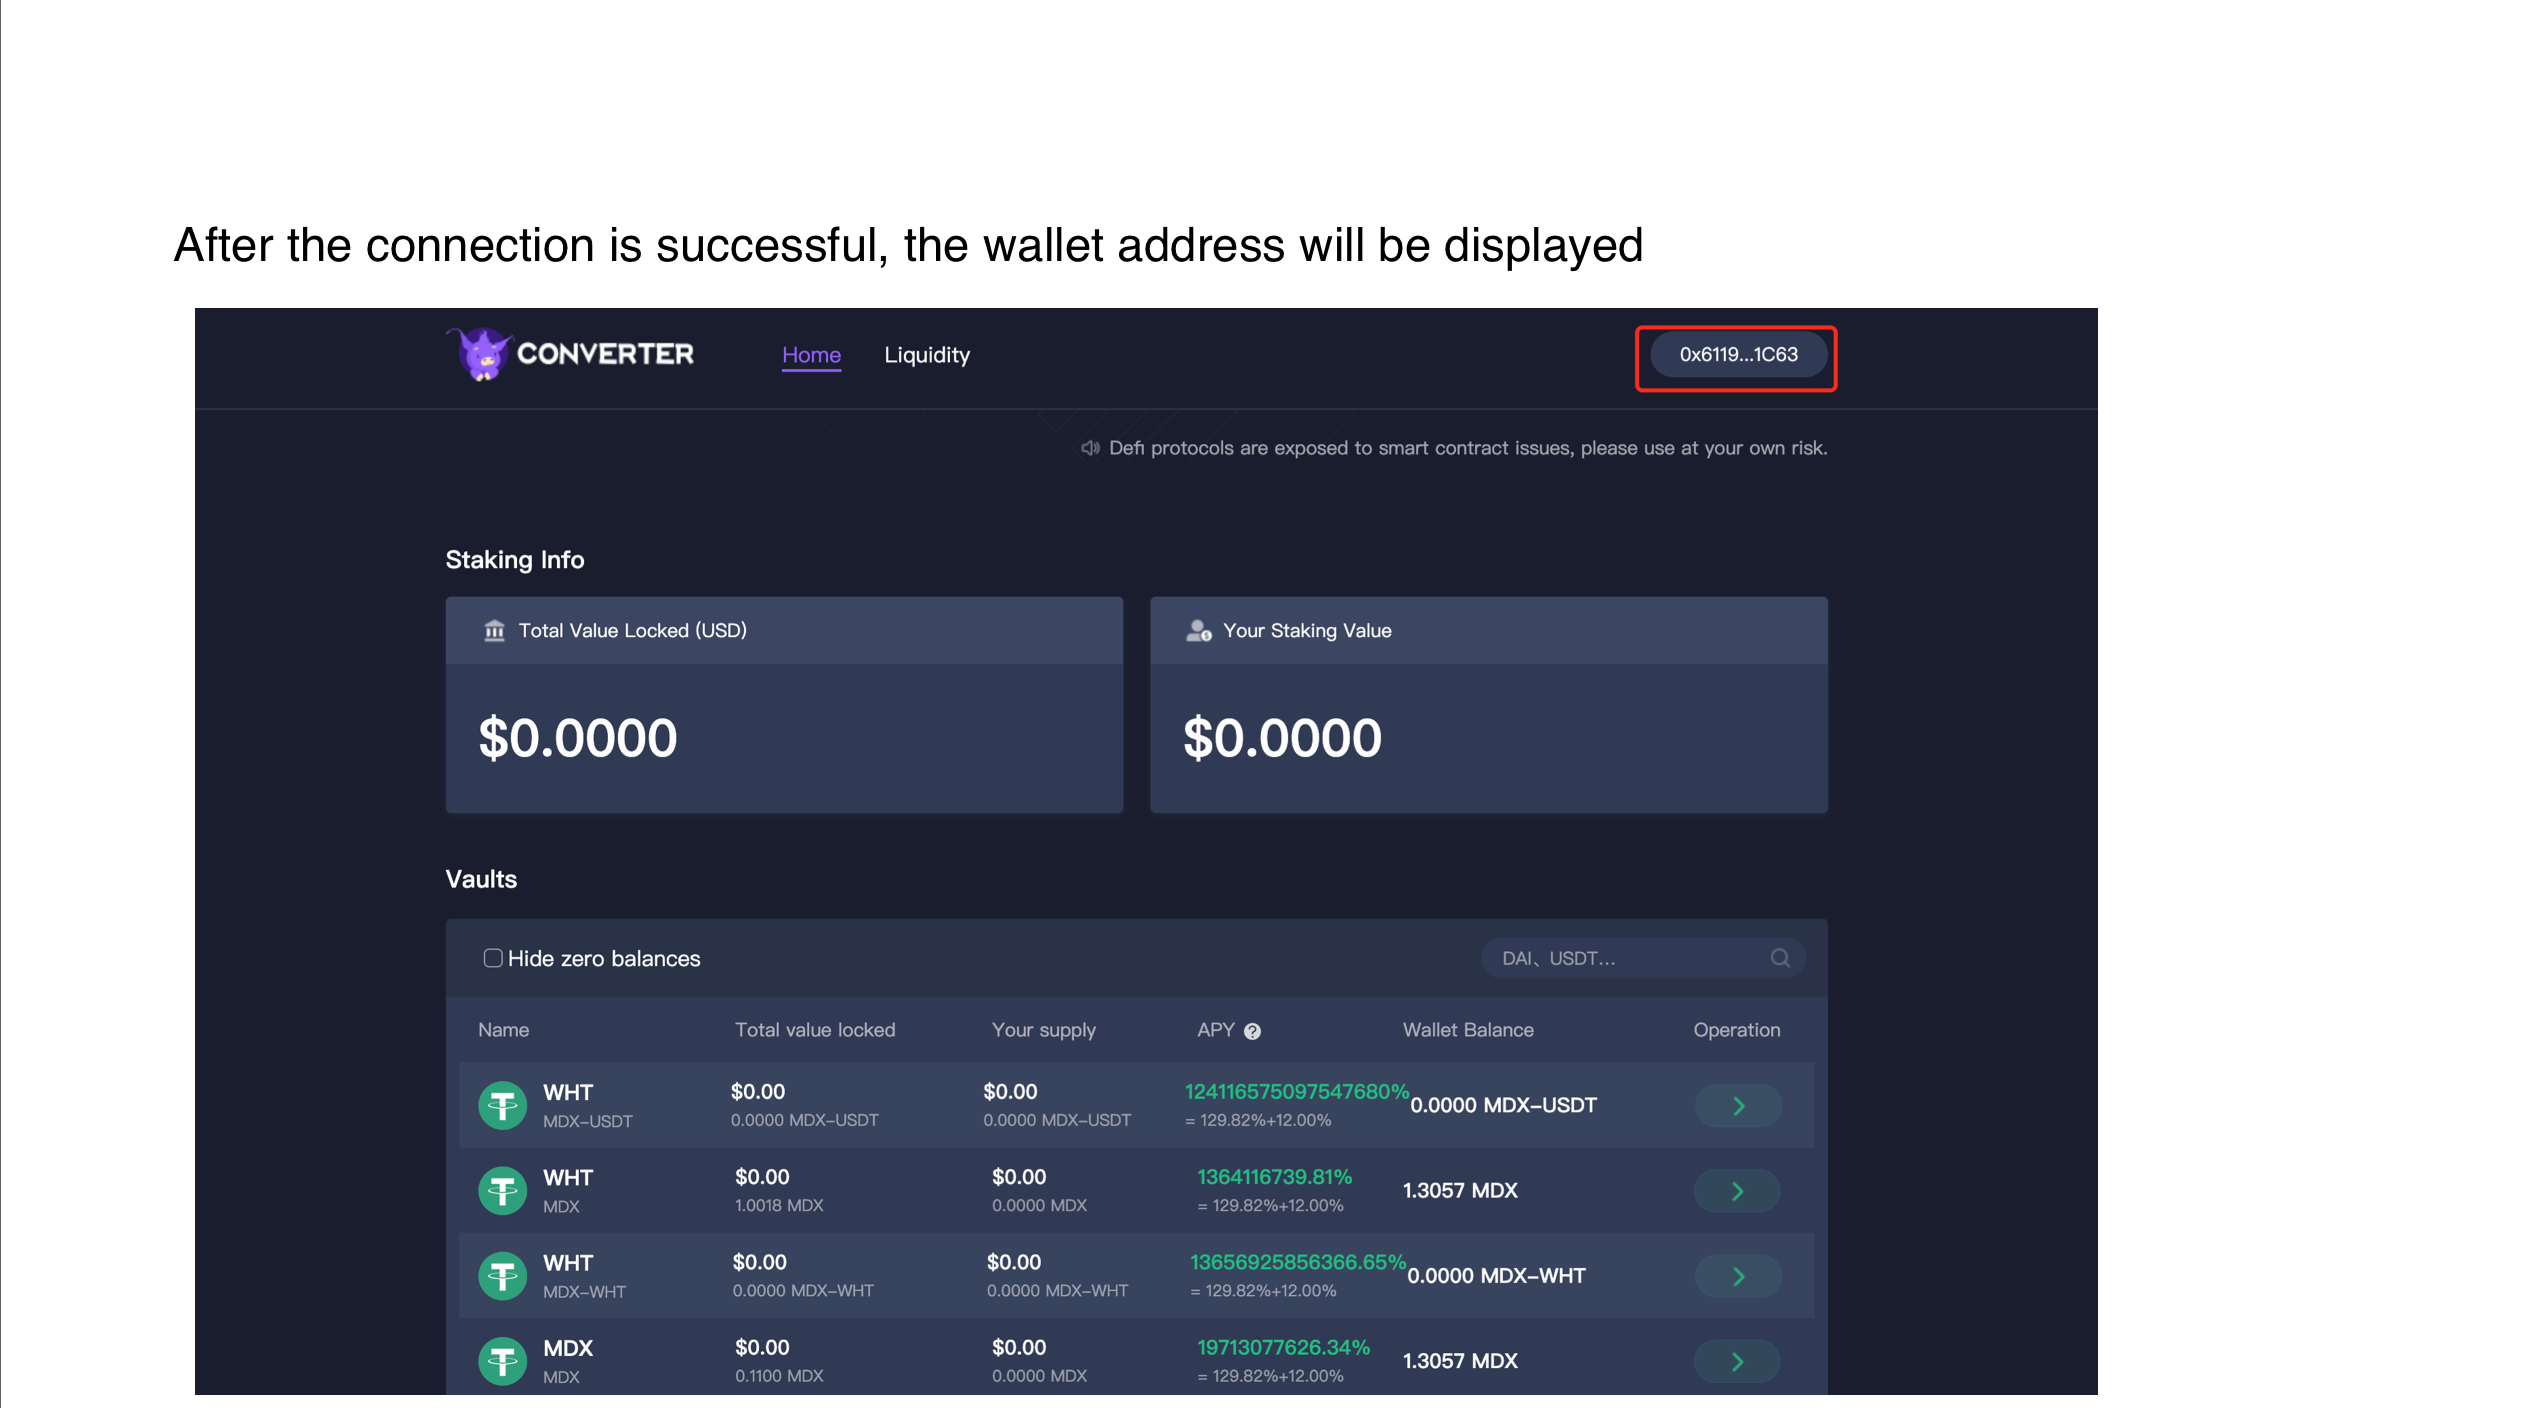 After the connection is successful, the wallet address will be displayed
CONVERTER Home Liquidity 0x6119...1C63
Defi protocols are exposed to smart contract issues, please use at your own risk.
Staking Info
Total Value Locked (USD) Your Staking Value
$0.0000 $0.0000
Vaults
Hide zero balances DAI、USDT...
Name Total value locked Your supply APY ? Wallet Balance Operation
WHT $0.00 $0.00 124116575097547680% 0.0000 MDX-USDT
MDX-USDT 0.0000 MDX-USDT 0.0000 MDX-USDT = 129.82%+12.00%
WHT $0.00 $0.00 1364116739.81% 1.3057 MDX
MDX 1.0018 MDX 0.0000 MDX = 129.82%+12.00%
WHT $0.00 $0.00 13656925856366.65% 0.0000 MDX-WHT
MDX-WHT 0.0000 MDX-WHT 0.0000 MDX-WHT = 129.82%+12.00%
MDX $0.00 $0.00 19713077626.34% 1.3057 MDX
MDX 0.1100 MDX 0.0000 MDX = 129.82%+12.00%